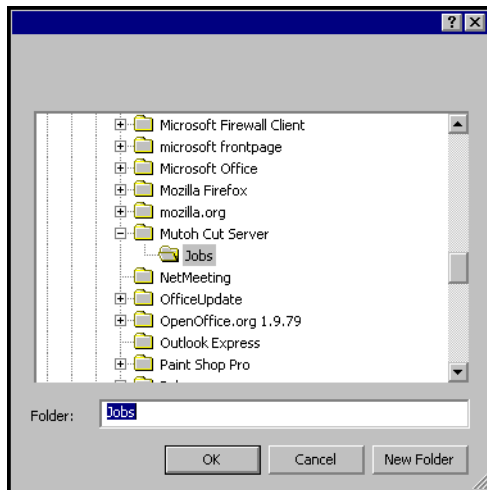 Microsoft Firewall Client
microsoft frontpage
Microsoft Office
Mozilla Firefox
mozilla.org
Mutoh Cut Server
Jobs
NetMeeting
OfficeUpdate
OpenOffice.org 1.9.79
Outlook Express
Paint Shop Pro
Folder: Jobs
OK Cancel New Folder